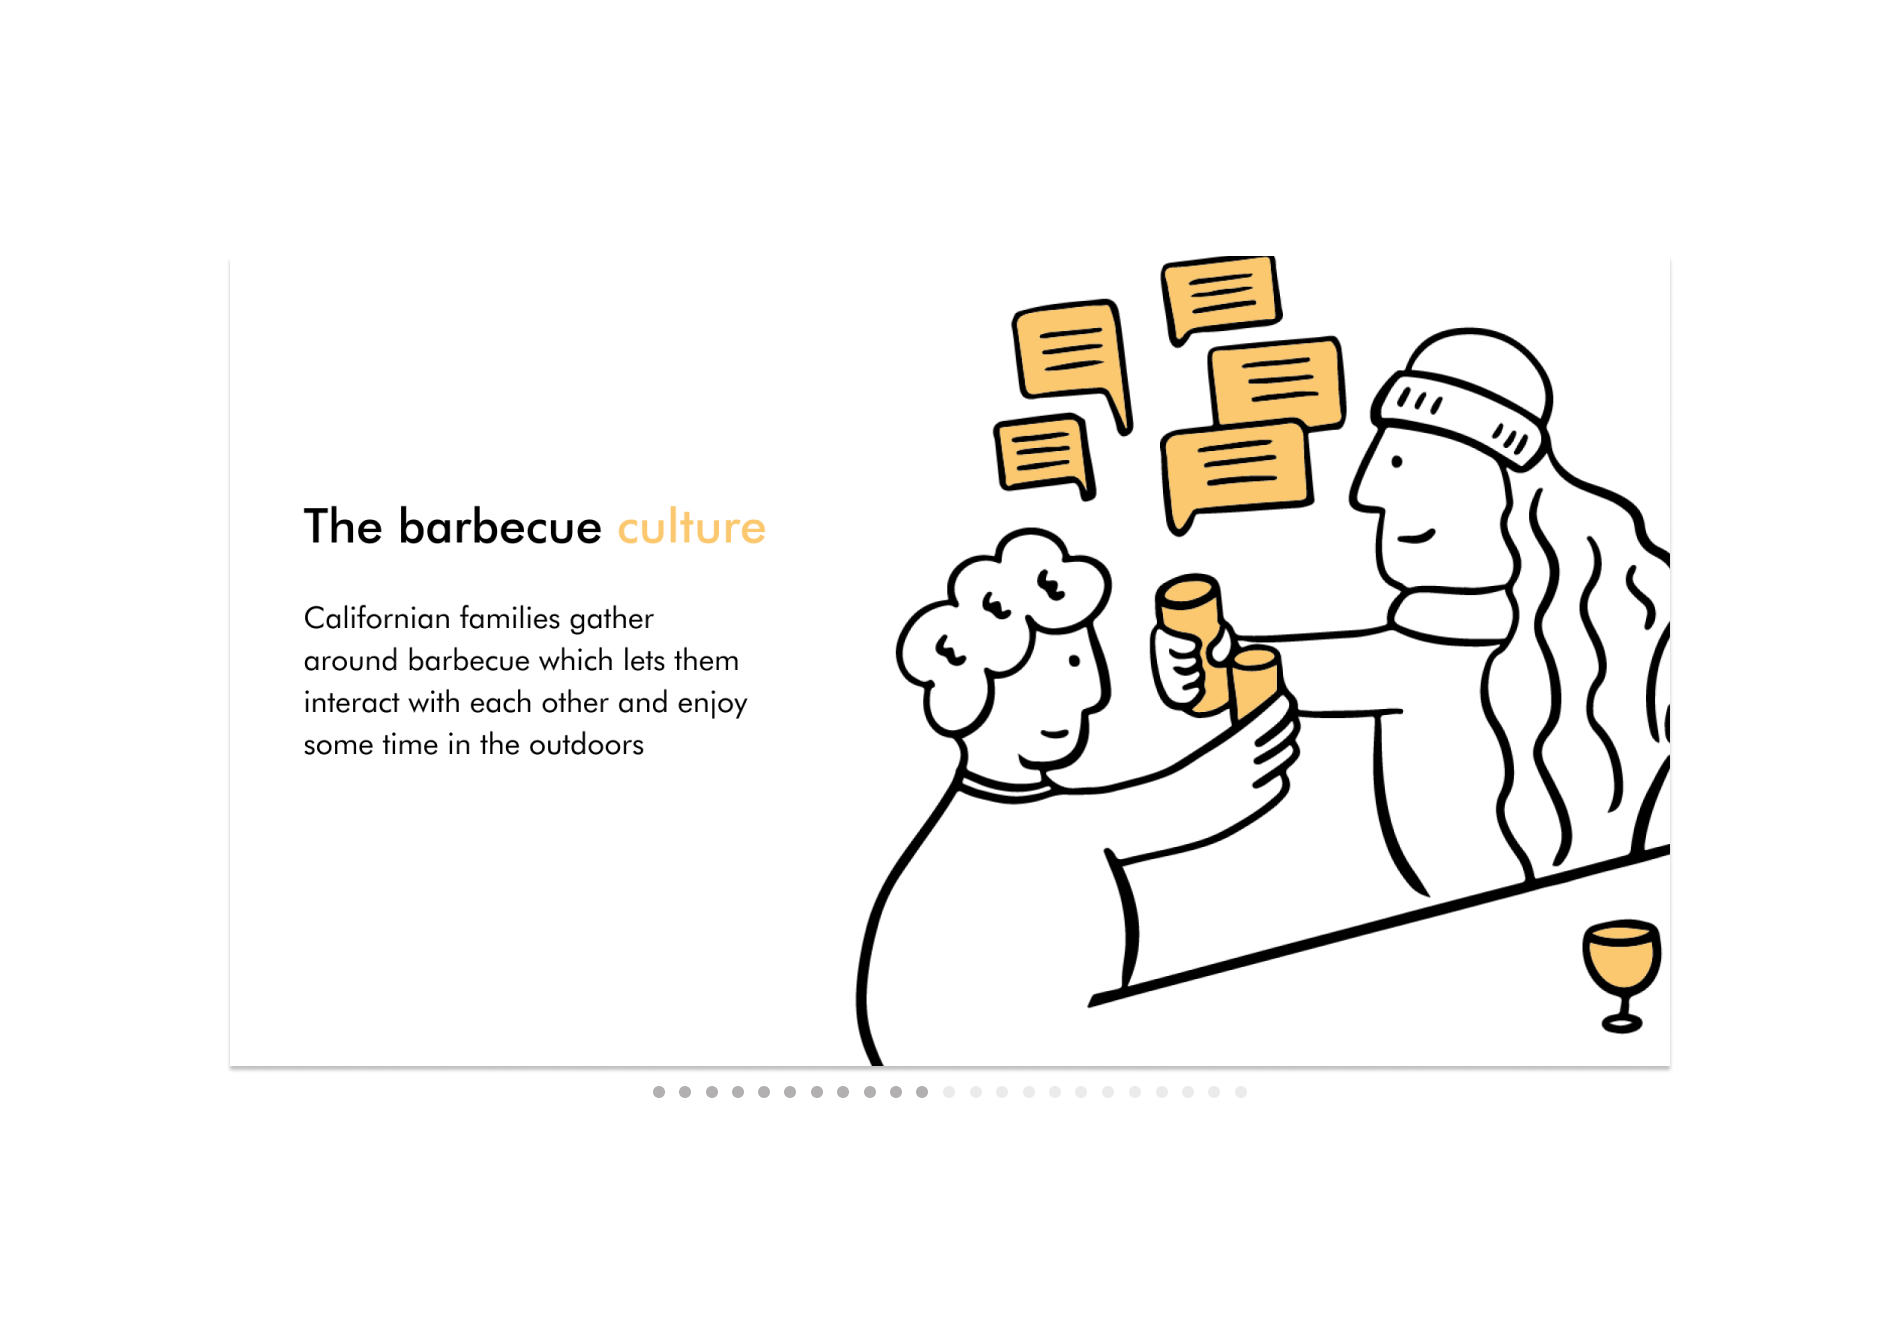 The barbecue culture
Californian families gather
around barbecue which lets them
interact with each other and enjoy
some time in the outdoors